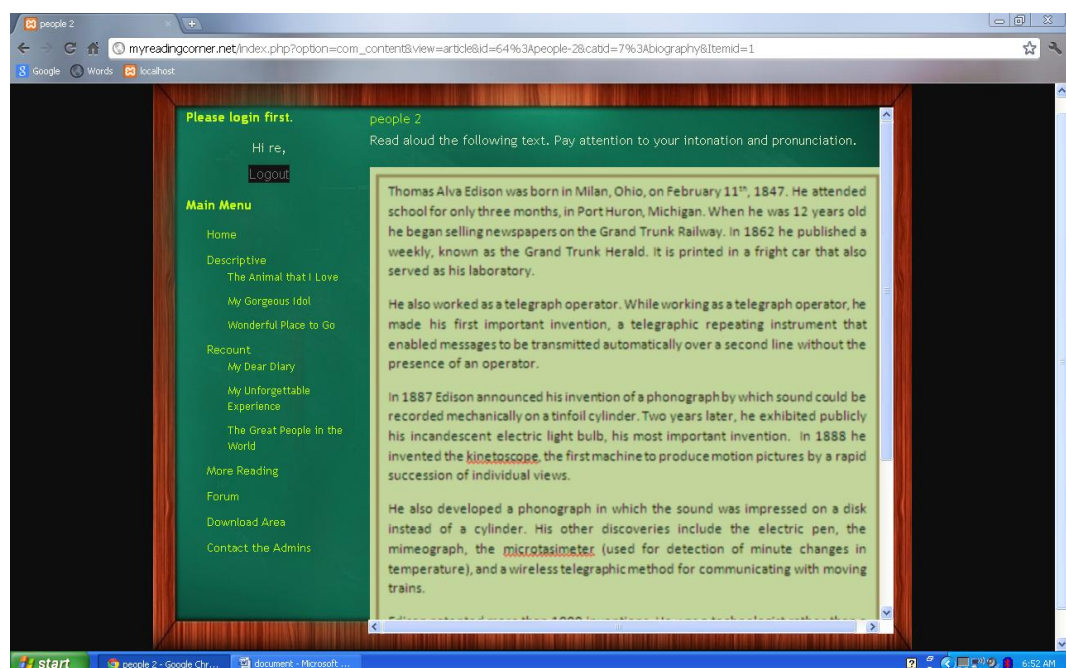 people 2
myreadingcorner.net/index.php?option=com_content&view=article&id=64%3Apeople-2&catid=7%3Abiography&Itemid=1
Google Words localhost
Please login first.
Hi re,
Logout
Main Menu
Home
Descriptive
The Animal that I Love
My Gorgeous Idol
Wonderful Place to Go
Recount
My Dear Diary
My Unforgettable
Experience
The Great People in the
World
More Reading
Forum
Download Area
Contact the Admins
people 2
Read aloud the following text. Pay attention to your intonation and pronunciation.
Thomas Alva Edison was born in Milan, Ohio, on February 11th, 1847. He attended
school for only three months, in Port Huron, Michigan. When he was 12 years old
he began selling newspapers on the Grand Trunk Railway. In 1862 he published a
weekly, known as the Grand Trunk Herald. It is printed in a fright car that also
served as his laboratory.
He also worked as a telegraph operator. While working as a telegraph operator, he
made his first important invention, a telegraphic repeating instrument that
enabled messages to be transmitted automatically over a second line without the
presence of an operator.
In 1887 Edison announced his invention of a phonograph by which sound could be
recorded mechanically on a tinfoil cylinder. Two years later, he exhibited publicly
his incandescent electric light bulb, his most important invention. In 1888 he
invented the kinetoscope, the first machine to produce motion pictures by a rapid
succession of individual views.
He also developed a phonograph in which the sound was impressed on a disk
instead of a cylinder. His other discoveries include the electric pen, the
mimeograph, the microtasimeter (used for detection of minute changes in
temperature), and a wireless telegraphic method for communicating with moving
trains.
start
people 2 - Google Chr...
document - Microsoft ...
6:52 AM